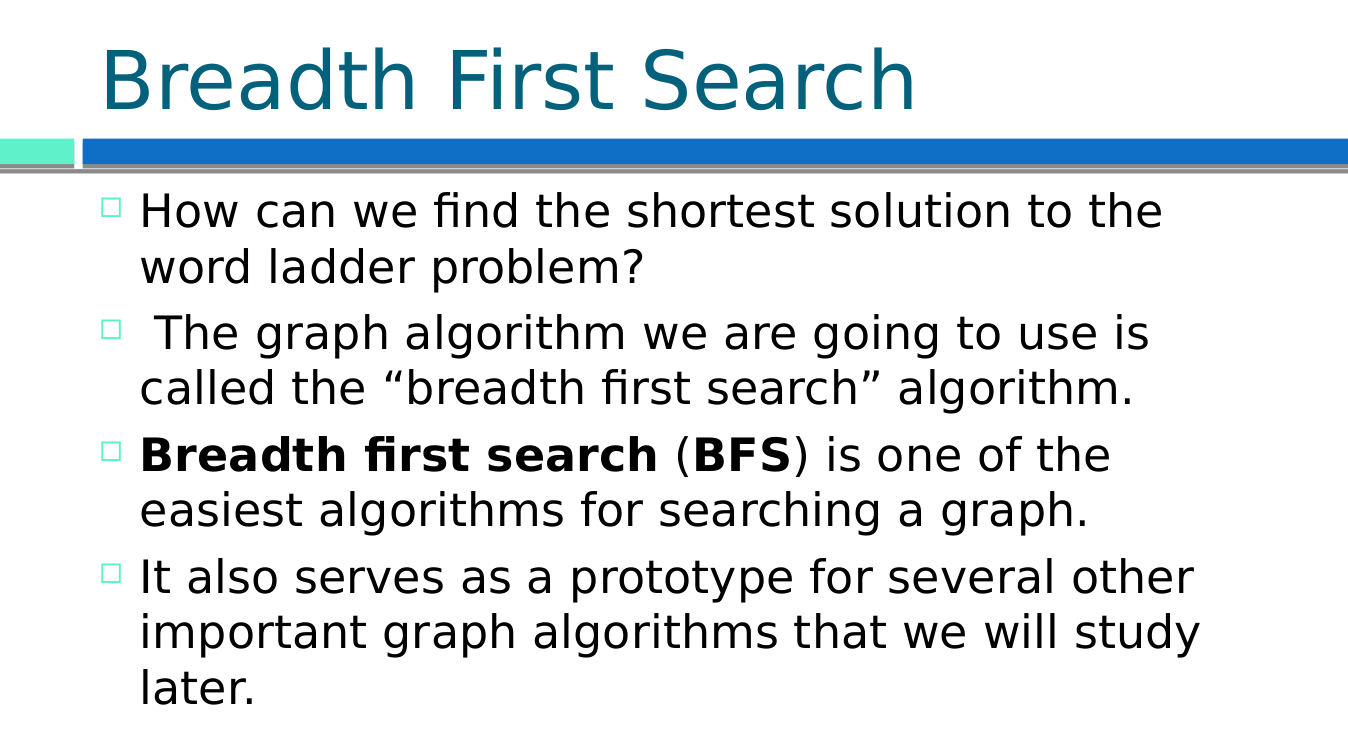 Breadth First Search
How can we find the shortest solution to the
word ladder problem?
The graph algorithm we are going to use is
called the “breadth first search” algorithm.
Breadth first search (BFS) is one of the
easiest algorithms for searching a graph.
It also serves as a prototype for several other
important graph algorithms that we will study
later.